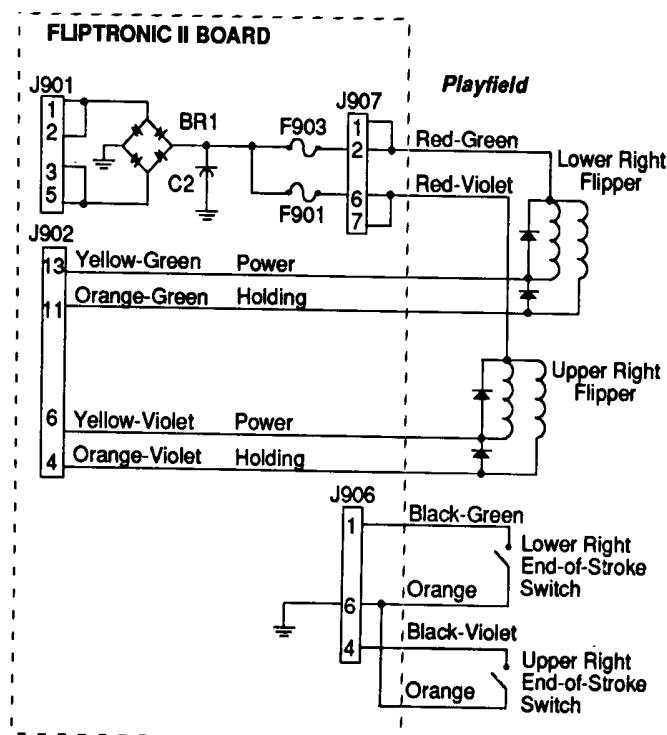 FLIPTRONIC II BOARD
J901
1
2
3
5
BR1
C2
F903
F901
J907
1
2
6
7
Playfield
Red-Green
Red-Violet
Lower Right
Flipper
J902
13
Yellow-Green Power
11
Orange-Green Holding
6
Yellow-Violet Power
4
Orange-Violet Holding
Upper Right
Flipper
J906
1
6
4
Black-Green
Orange
Lower Right
End-of-Stroke
Switch
Black-Violet
Orange
Upper Right
End-of-Stroke
Switch